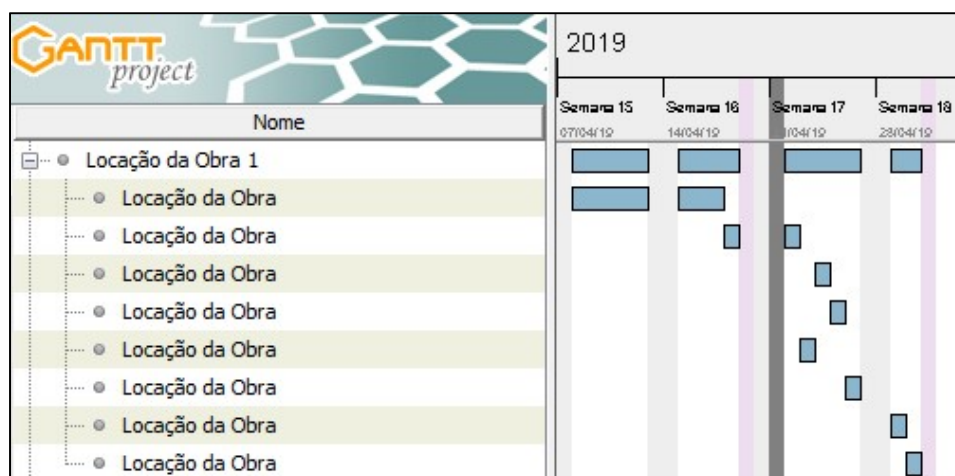 GANTT
project
2019
Semana 15
Semana 16
Semana 17
Semana 18
07/04/19
14/04/19
/04/19
28/04/19
Nome
Locação da Obra 1
Locação da Obra
Locação da Obra
Locação da Obra
Locação da Obra
Locação da Obra
Locação da Obra
Locação da Obra
Locação da Obra